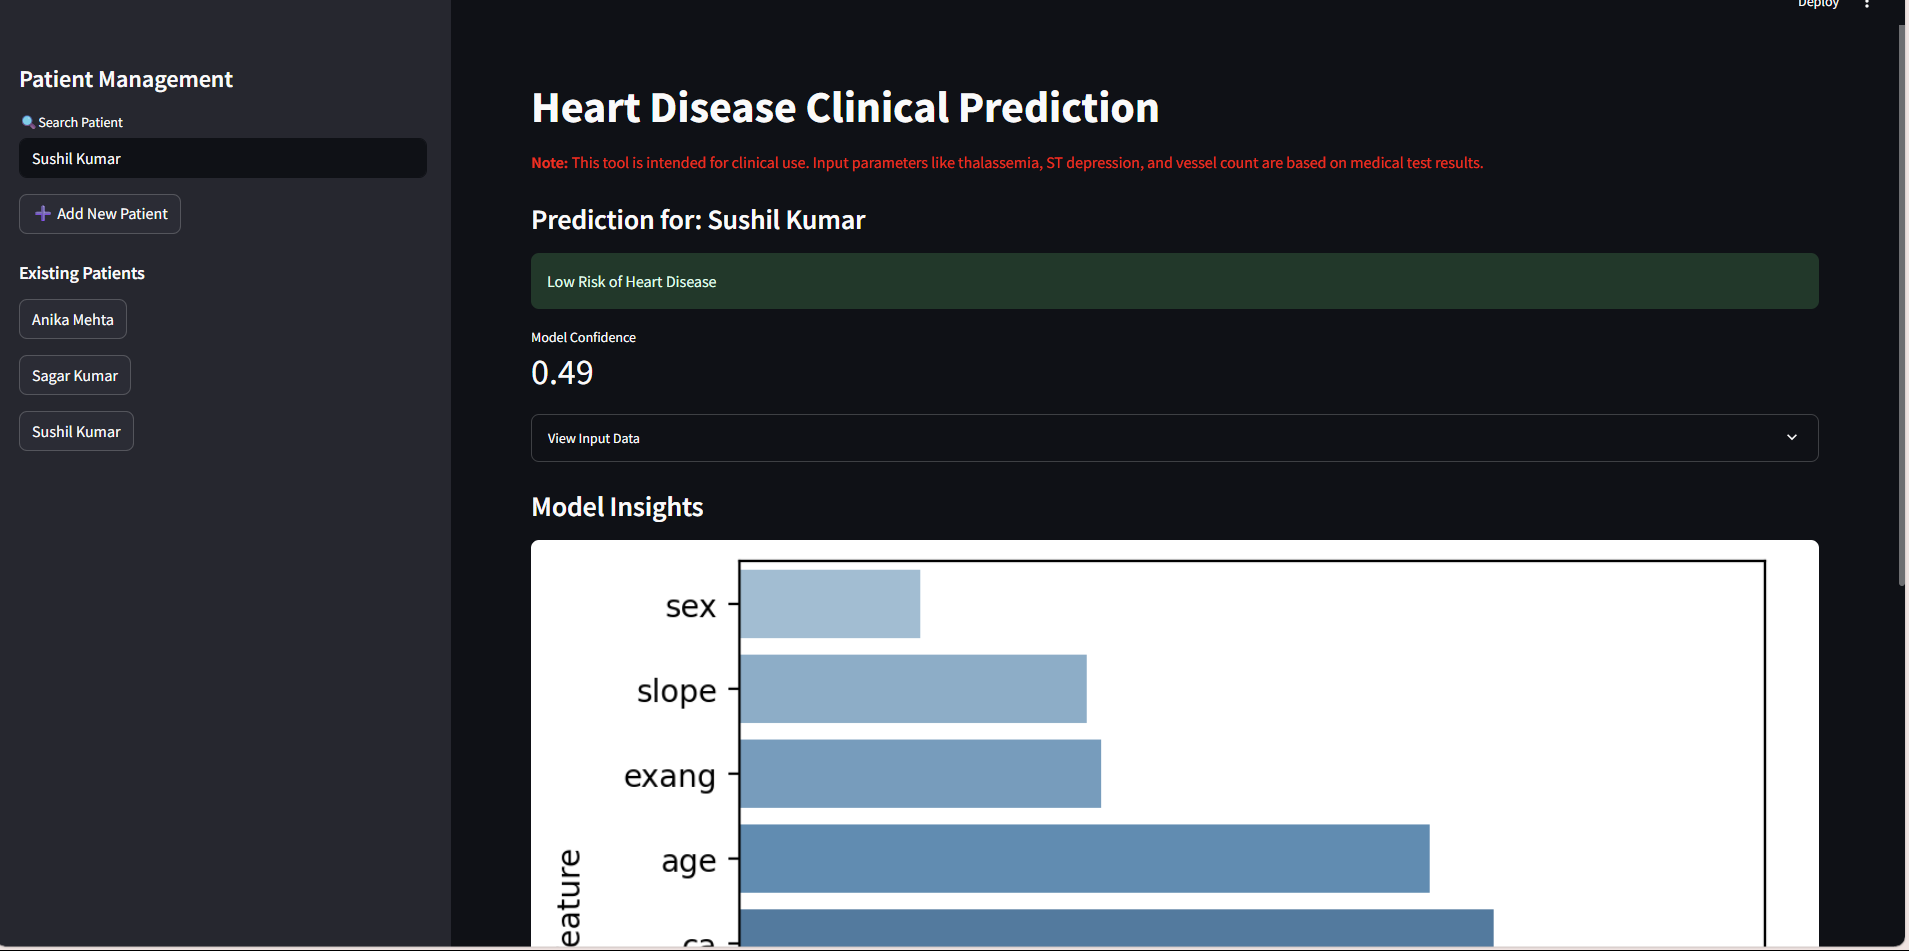 Deploy
Patient Management
Search Patient
Sushil Kumar
Add New Patient
Existing Patients
Anika Mehta
Sagar Kumar
Sushil Kumar
Heart Disease Clinical Prediction
Note: This tool is intended for clinical use. Input parameters like thalassemia, ST depression, and vessel count are based on medical test results.
Prediction for: Sushil Kumar
Low Risk of Heart Disease
Model Confidence
0.49
View Input Data
Model Insights
sex
slope
exang
age
ca
eature